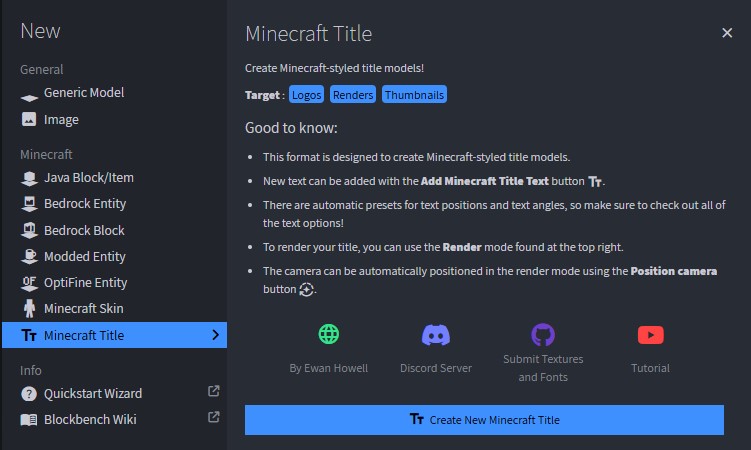 New
General
Generic Model
Image
Minecraft
Java Block/Item
Bedrock Entity
Bedrock Block
Modded Entity
OptiFine Entity
Minecraft Skin
Minecraft Title
Info
Quickstart Wizard
Blockbench Wiki
Minecraft Title
Create Minecraft-styled title models!
Target : Logos Renders Thumbnails
Good to know:
• This format is designed to create Minecraft-styled title models.
• New text can be added with the Add Minecraft Title Text button Tт.
• There are automatic presets for text positions and text angles, so make sure to check out all of
the text options!
• To render your title, you can use the Render mode found at the top right.
• The camera can be automatically positioned in the render mode using the Position camera
button .
By Ewan Howell
Discord Server
Submit Textures
and Fonts
Tutorial
Create New Minecraft Title